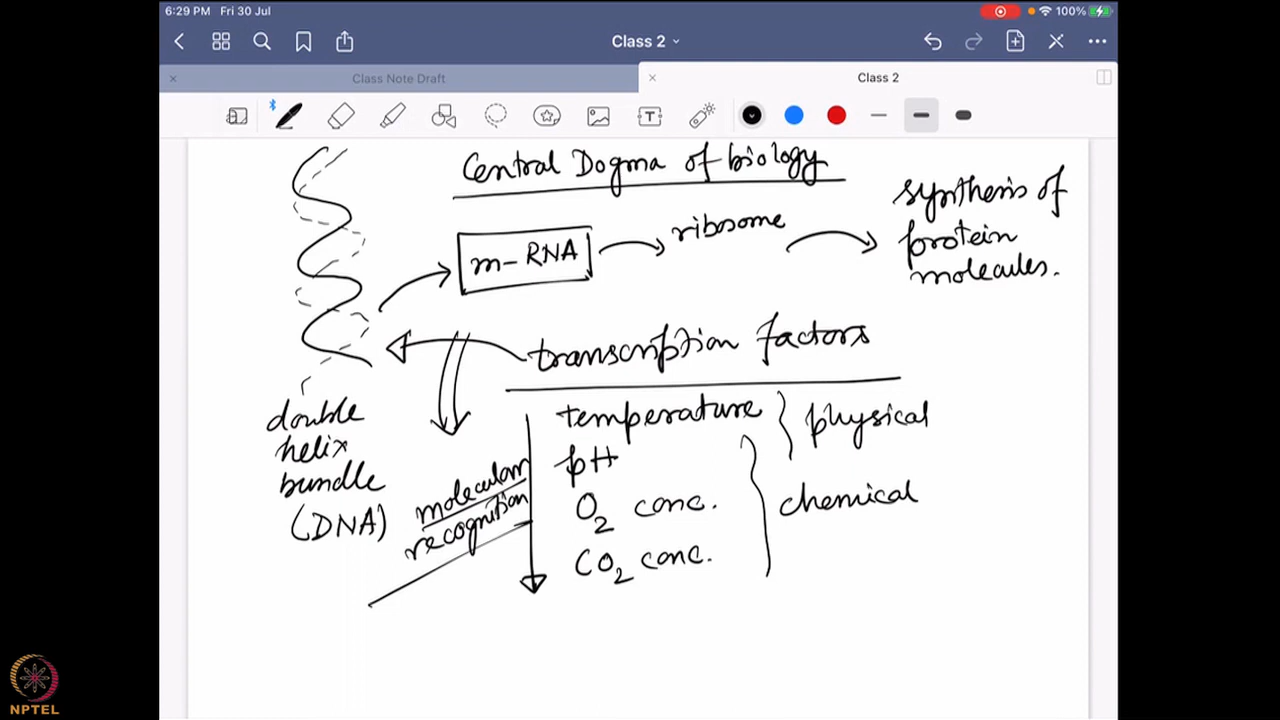 6:29 PM Fri 30 Jul
100%
Class 2
Class Note Draft
Class 2
T
Central Dogma of biology
m-RNA
ribosome
synthesis of
protein
molecules.
transcription factors
double
helix
bundle
(DNA)
molecular
recognition
temperature
physical
pH
O2 conc.
chemical
CO2 conc.
NPTEL